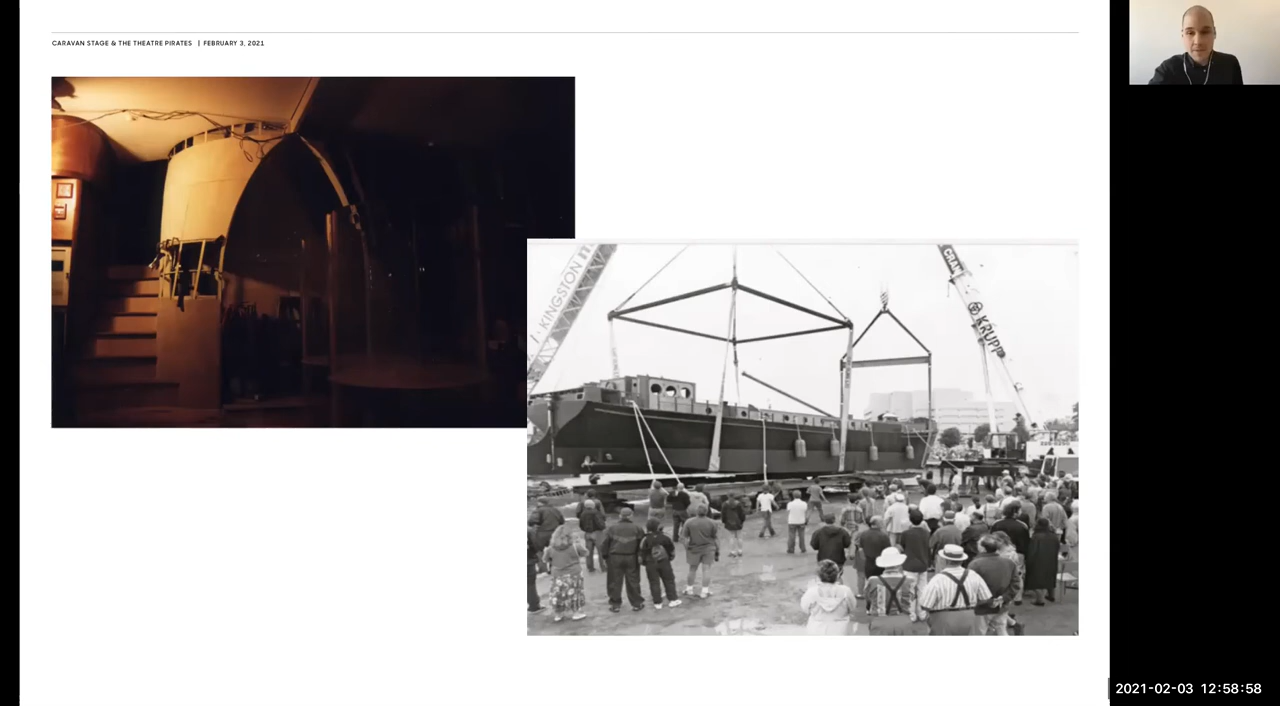 CARAVAN STAGE & THE THEATRE PIRATES | FEBRUARY 3, 2021
KINGSTON
KRUPP
2021-02-03 12:58:58